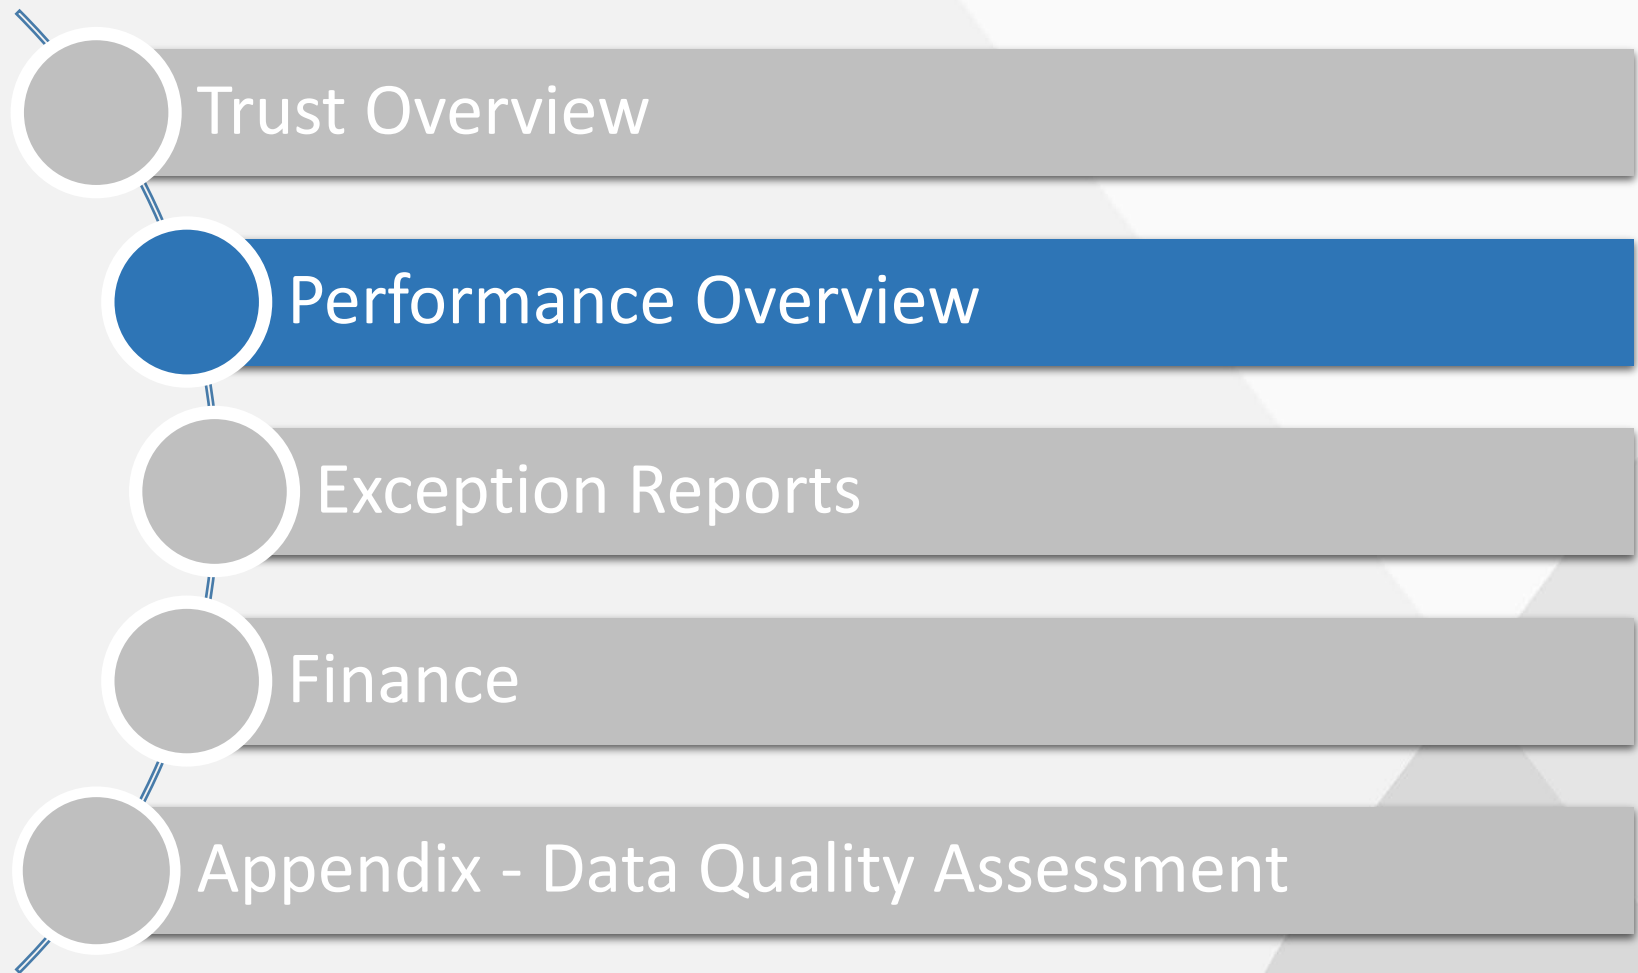 Trust Overview
Performance Overview
Exception Reports
Finance
Appendix - Data Quality Assessment